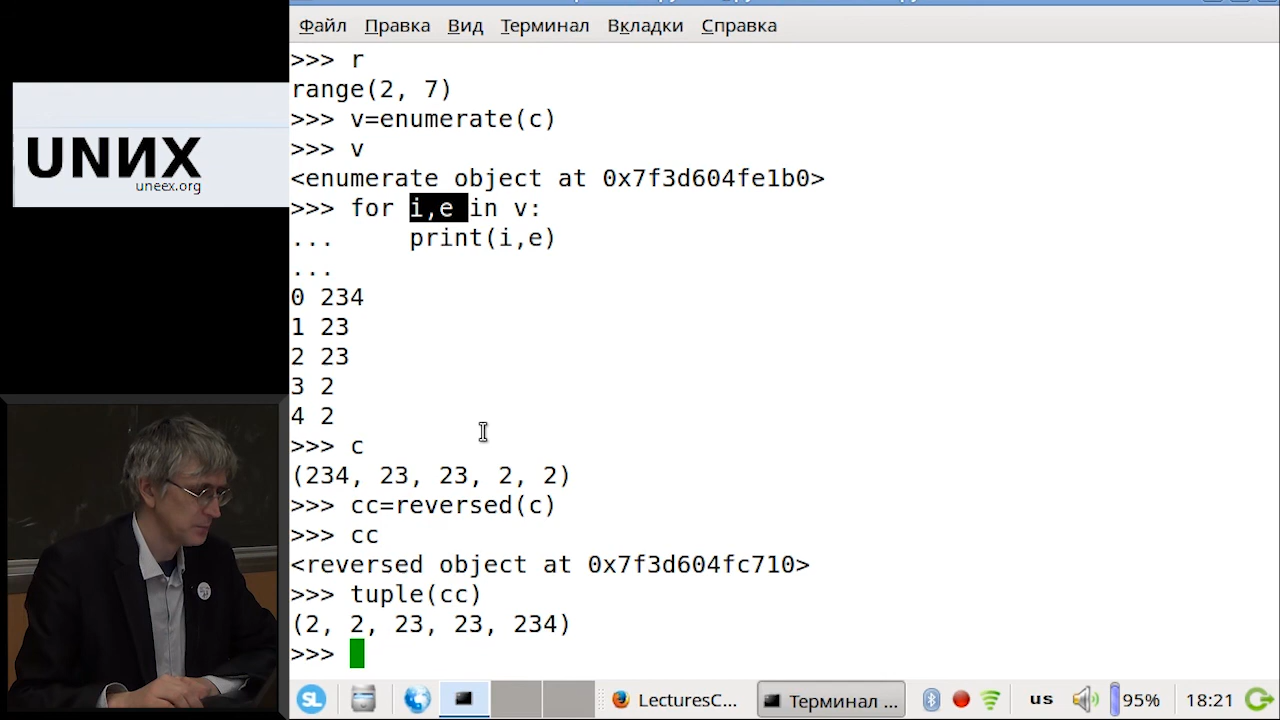 Файл Правка Вид Терминал Вкладки Справка
>>> r
range(2, 7)
>>> v=enumerate(c)
>>> v
<enumerate object at 0x7f3d604fe1b0>
>>> for i,e in v:
...     print(i,e)
...
0 234
1 23
2 23
3 2
4 2
>>> c
(234, 23, 23, 2, 2)
>>> cc=reversed(c)
>>> cc
<reversed object at 0x7f3d604fc710>
>>> tuple(cc)
(2, 2, 23, 23, 234)
>>>
UNИX
uneex.org
SL LecturesC... Терминал ... us 95% 18:21